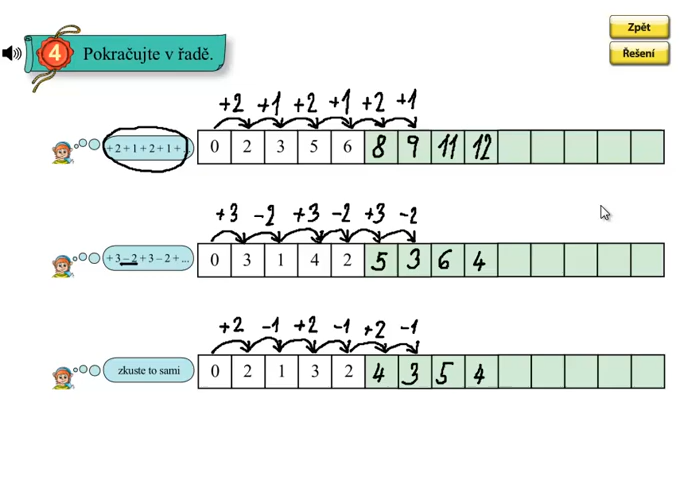 Zpět
4 Pokračujte v řadě.
Řešení
+2 +1 +2 +1 +2 +1
+ 2 + 1 + 2 + 1 + ... 0 2 3 5 6 8 9 11 12
+3 -2 +3 -2 +3 -2
+ 3 – 2 + 3 – 2 + ... 0 3 1 4 2 5 3 6 4
+2 -1 +2 -1 +2 -1
zkuste to sami 0 2 1 3 2 4 3 5 4